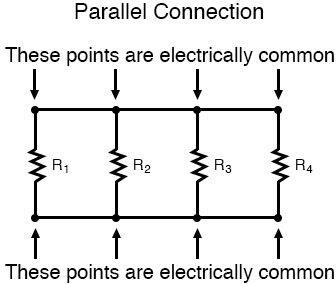 Parallel Connection
These points are electrically common
R1 R2 R3 R4
These points are electrically common